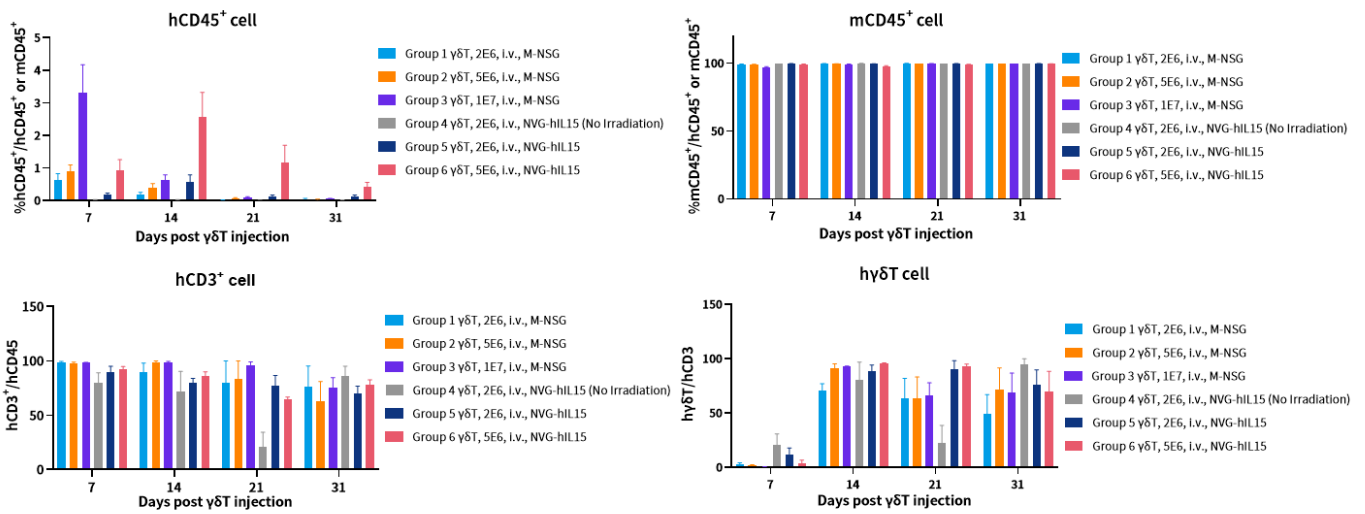 hCD45⁺ cell
%hCD45⁺/hCD45⁺ or mCD45⁺
5
4
3
2
1
0
7 14 21 31
Days post γδT injection
Group 1 γδT, 2E6, i.v., M-NSG
Group 2 γδT, 5E6, i.v., M-NSG
Group 3 γδT, 1E7, i.v., M-NSG
Group 4 γδT, 2E6, i.v., NVG-hIL15 (No Irradiation)
Group 5 γδT, 2E6, i.v., NVG-hIL15
Group 6 γδT, 5E6, i.v., NVG-hIL15
mCD45⁺ cell
%mCD45⁺/hCD45⁺ or mCD45⁺
100
50
0
7 14 21 31
Days post γδT injection
Group 1 γδT, 2E6, i.v., M-NSG
Group 2 γδT, 5E6, i.v., M-NSG
Group 3 γδT, 1E7, i.v., M-NSG
Group 4 γδT, 2E6, i.v., NVG-hIL15 (No Irradiation)
Group 5 γδT, 2E6, i.v., NVG-hIL15
Group 6 γδT, 5E6, i.v., NVG-hIL15
hCD3⁺ cell
hCD3⁺/hCD45
150
100
50
0
7 14 21 31
Days post γδT injection
Group 1 γδT, 2E6, i.v., M-NSG
Group 2 γδT, 5E6, i.v., M-NSG
Group 3 γδT, 1E7, i.v., M-NSG
Group 4 γδT, 2E6, i.v., NVG-hIL15 (No Irradiation)
Group 5 γδT, 2E6, i.v., NVG-hIL15
Group 6 γδT, 5E6, i.v., NVG-hIL15
hγδT cell
hγδT/hCD3
150
100
50
0
7 14 21 31
Days post γδT injection
Group 1 γδT, 2E6, i.v., M-NSG
Group 2 γδT, 5E6, i.v., M-NSG
Group 3 γδT, 1E7, i.v., M-NSG
Group 4 γδT, 2E6, i.v., NVG-hIL15 (No Irradiation)
Group 5 γδT, 2E6, i.v., NVG-hIL15
Group 6 γδT, 5E6, i.v., NVG-hIL15